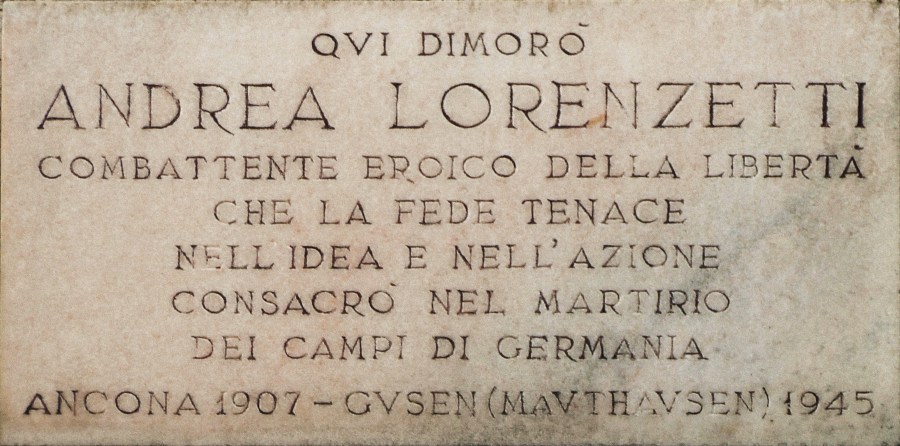 QVI DIMORÒ
ANDREA LORENZETTI
COMBATTENTE EROICO DELLA LIBERTÀ
CHE LA FEDE TENACE
NELL'IDEA E NELL'AZIONE
CONSACRÒ NEL MARTIRIO
DEI CAMPI DI GERMANIA
ANCONA 1907 - GVSEN (MAVTHAVSEN) 1945